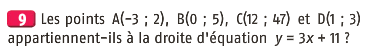 9 Les points A(-3 ; 2), B(0 ; 5), C(12 ; 47) et D(1 ; 3)
appartiennent-ils à la droite d'équation y = 3x + 11 ?